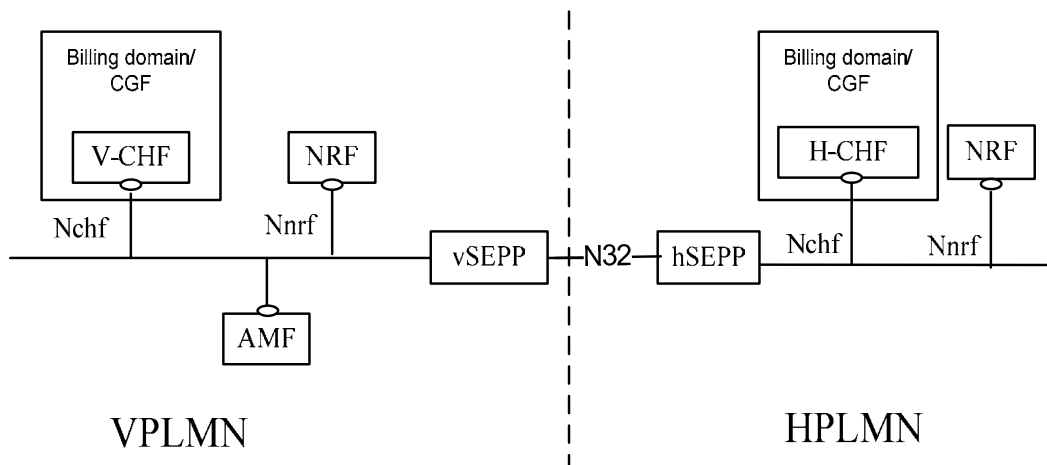 Billing domain/
CGF
V-CHF
NRF
Nchf
Nnrf
vSEPP
AMF
VPLMN
N32
Billing domain/
CGF
H-CHF
NRF
hSEPP
Nchf
Nnrf
HPLMN